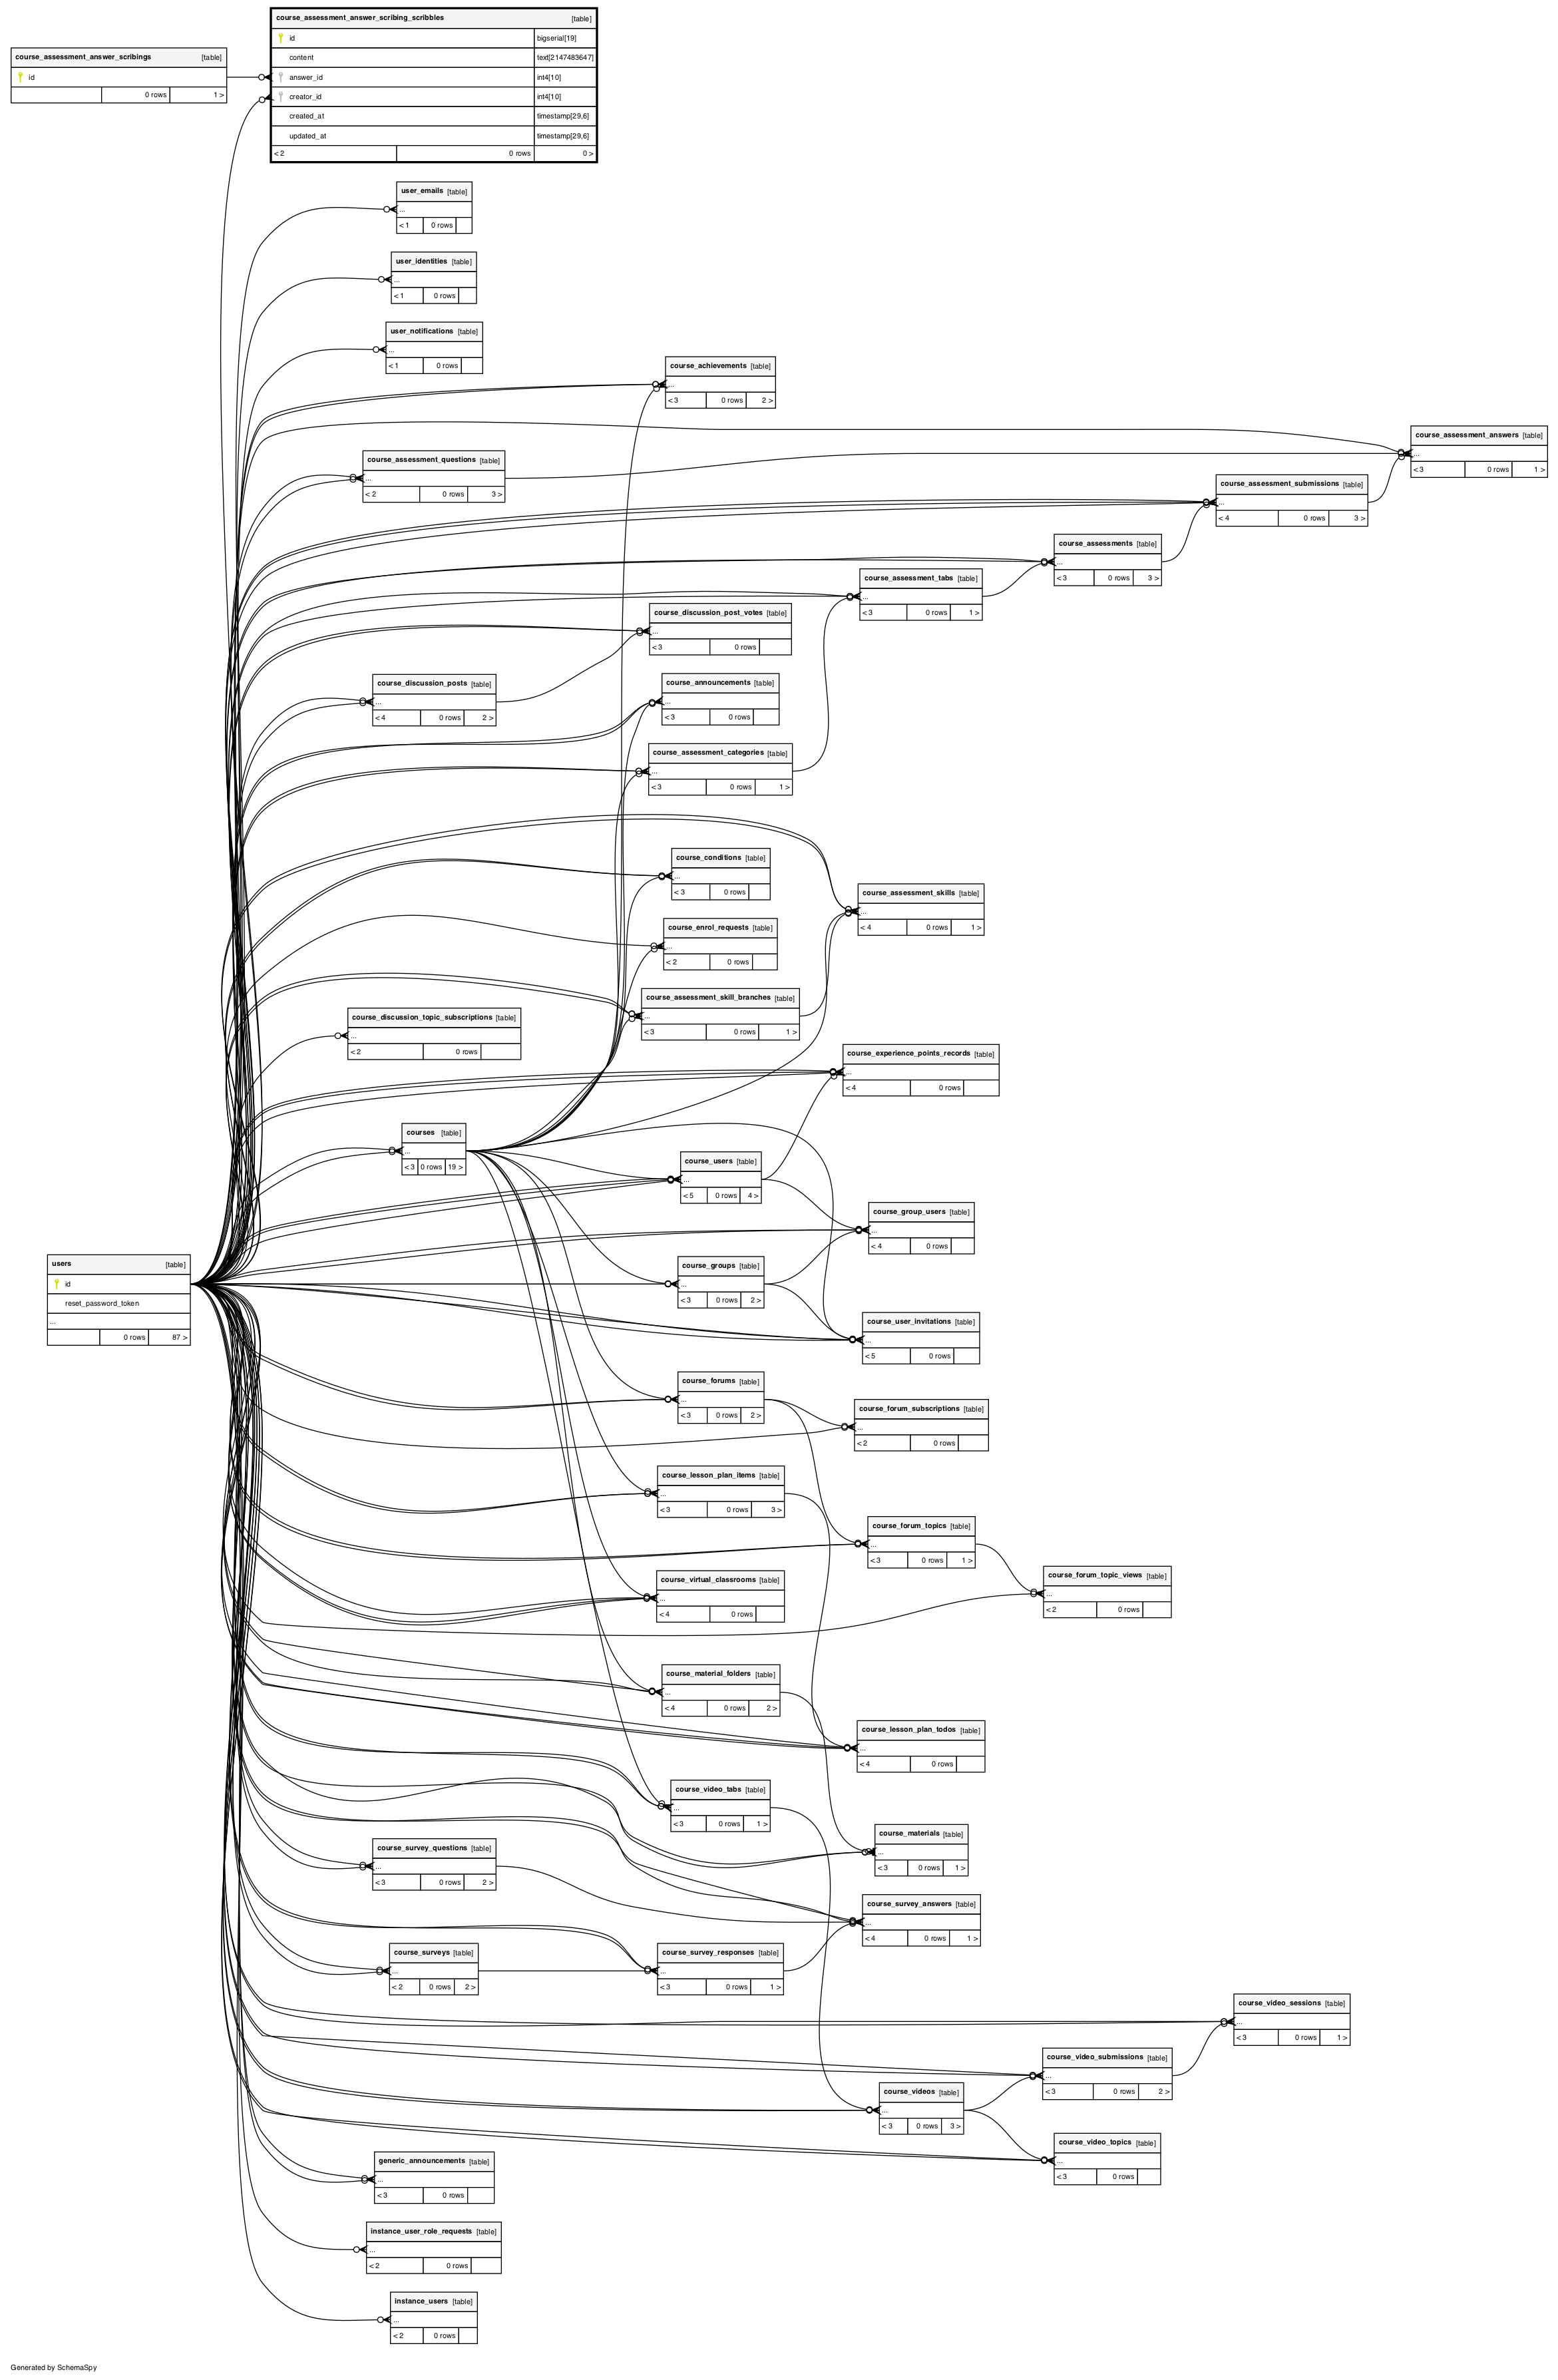 course_assessment_answer_scribing_scribbles [table]
id bigserial[19]
content text[2147483647]
answer_id int4[10]
creator_id int4[10]
created_at timestamp[29,6]
updated_at timestamp[29,6]
< 2 0 rows 0 >
course_assessment_answer_scribings [table]
id
0 rows 1 >
user_emails [table]
...
< 1 0 rows
user_identities [table]
...
< 1 0 rows
user_notifications [table]
...
< 1 0 rows
course_achievements [table]
...
< 3 0 rows 2 >
course_assessment_answers [table]
...
< 3 0 rows 1 >
course_assessment_questions [table]
...
< 2 0 rows 3 >
course_assessment_submissions [table]
...
< 4 0 rows 3 >
course_assessments [table]
...
< 3 0 rows 3 >
course_assessment_tabs [table]
...
< 3 0 rows 1 >
course_discussion_post_votes [table]
...
< 3 0 rows
course_discussion_posts [table]
...
< 4 0 rows 2 >
course_announcements [table]
...
< 3 0 rows
course_assessment_categories [table]
...
< 3 0 rows 1 >
course_conditions [table]
...
< 3 0 rows
course_assessment_skills [table]
...
< 4 0 rows 1 >
course_enrol_requests [table]
...
< 2 0 rows
course_assessment_skill_branches [table]
...
< 3 0 rows 1 >
course_discussion_topic_subscriptions [table]
...
< 2 0 rows
course_experience_points_records [table]
...
< 4 0 rows
courses [table]
...
< 3 0 rows 19 >
course_users [table]
...
< 5 0 rows 4 >
course_group_users [table]
...
< 4 0 rows
users [table]
id
reset_password_token
...
0 rows 87 >
course_groups [table]
...
< 3 0 rows 2 >
course_user_invitations [table]
...
< 5 0 rows
course_forums [table]
...
< 3 0 rows 2 >
course_forum_subscriptions [table]
...
< 2 0 rows
course_lesson_plan_items [table]
...
< 3 0 rows 3 >
course_forum_topics [table]
...
< 3 0 rows 1 >
course_virtual_classrooms [table]
...
< 4 0 rows
course_forum_topic_views [table]
...
< 2 0 rows
course_material_folders [table]
...
< 4 0 rows 2 >
course_lesson_plan_todos [table]
...
< 4 0 rows
course_video_tabs [table]
...
< 3 0 rows 1 >
course_materials [table]
...
< 3 0 rows 1 >
course_survey_questions [table]
...
< 3 0 rows 2 >
course_survey_answers [table]
...
< 4 0 rows 1 >
course_surveys [table]
...
< 2 0 rows 2 >
course_survey_responses [table]
...
< 3 0 rows 1 >
course_video_sessions [table]
...
< 3 0 rows 1 >
course_video_submissions [table]
...
< 3 0 rows 2 >
course_videos [table]
...
< 3 0 rows 3 >
course_video_topics [table]
...
< 3 0 rows
generic_announcements [table]
...
< 3 0 rows
instance_user_role_requests [table]
...
< 2 0 rows
instance_users [table]
...
< 2 0 rows
Generated by SchemaSpy